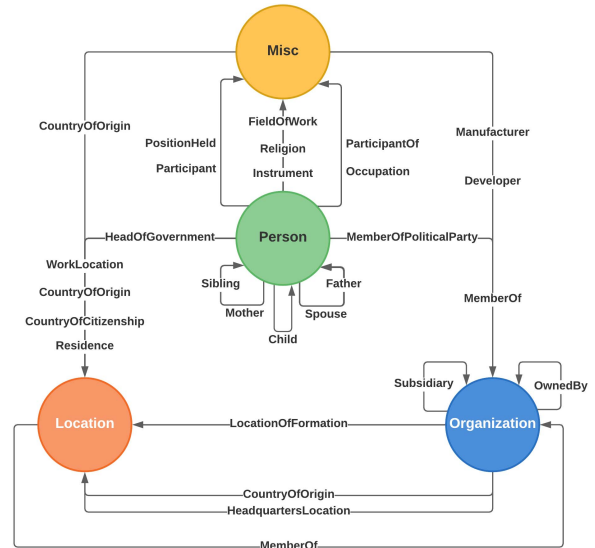 Misc
CountryOfOrigin
FieldOfWork
Manufacturer
PositionHeld
ParticipantOf
Religion
Participant
Instrument
Occupation
Developer
HeadOfGovernment
Person
MemberOfPoliticalParty
WorkLocation
Sibling
Father
CountryOfOrigin
MemberOf
Mother
Spouse
CountryOfCitizenship
Child
Residence
Subsidiary
OwnedBy
Location
LocationOfFormation
Organization
CountryOfOrigin
HeadquartersLocation
MemberOf